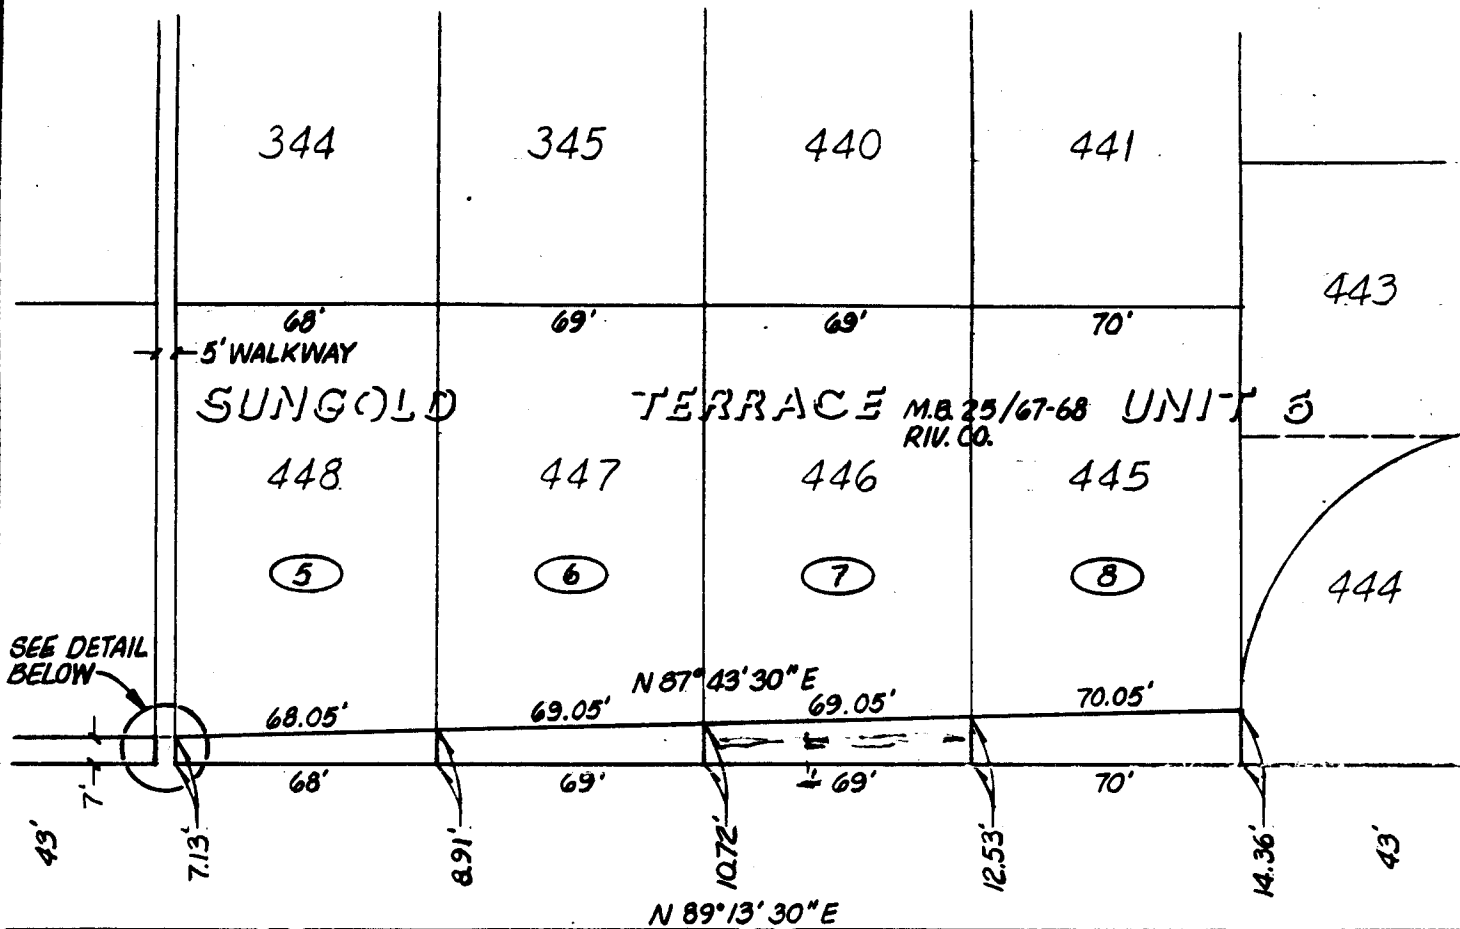 344 345 440 441
443
68' 69' 69' 70'
5' WALKWAY
SUNGOLD TERRACE M.B. 25/67-68 UNIT
RIV. CO.
448 447 446 445
5 6 7 8
444
SEE DETAIL
BELOW
N 87° 43' 30" E
68.05' 69.05' 69.05' 70.05'
68' 69' 69' 70'
7'
43' 7.13' 8.91' 10.72' 12.53' 14.36' 43'
N 89° 13' 30" E